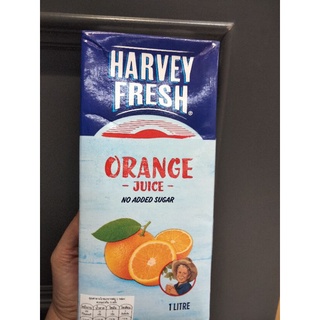 HARVEY
FRESH®
ORANGE
- JUICE -
NO ADDED SUGAR
1 LITRE